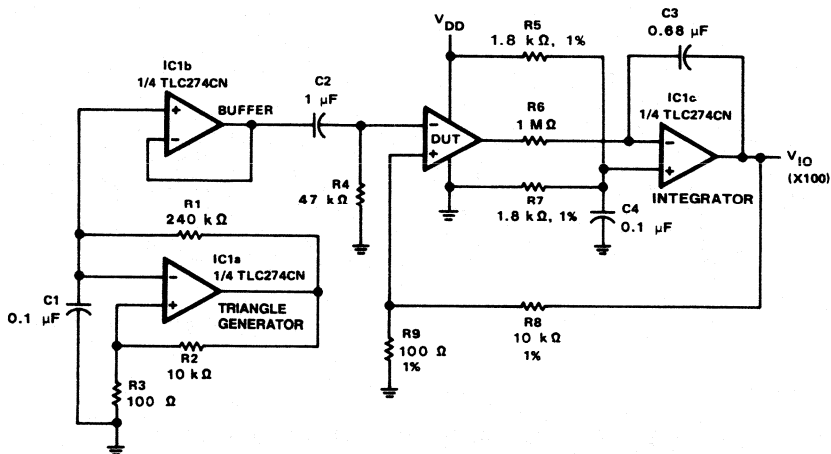 VDD
R5
1.8 kΩ, 1%
C3
0.68 μF
IC1b
1/4 TLC274CN
BUFFER
C2
1 μF
R6
1 MΩ
IC1c
1/4 TLC274CN
DUT
VIO
(X100)
R4
47 kΩ
R7
1.8 kΩ, 1%
C4
0.1 μF
INTEGRATOR
R1
240 kΩ
IC1a
1/4 TLC274CN
TRIANGLE
GENERATOR
C1
0.1 μF
R2
10 kΩ
R3
100 Ω
R8
10 kΩ
1%
R9
100 Ω
1%